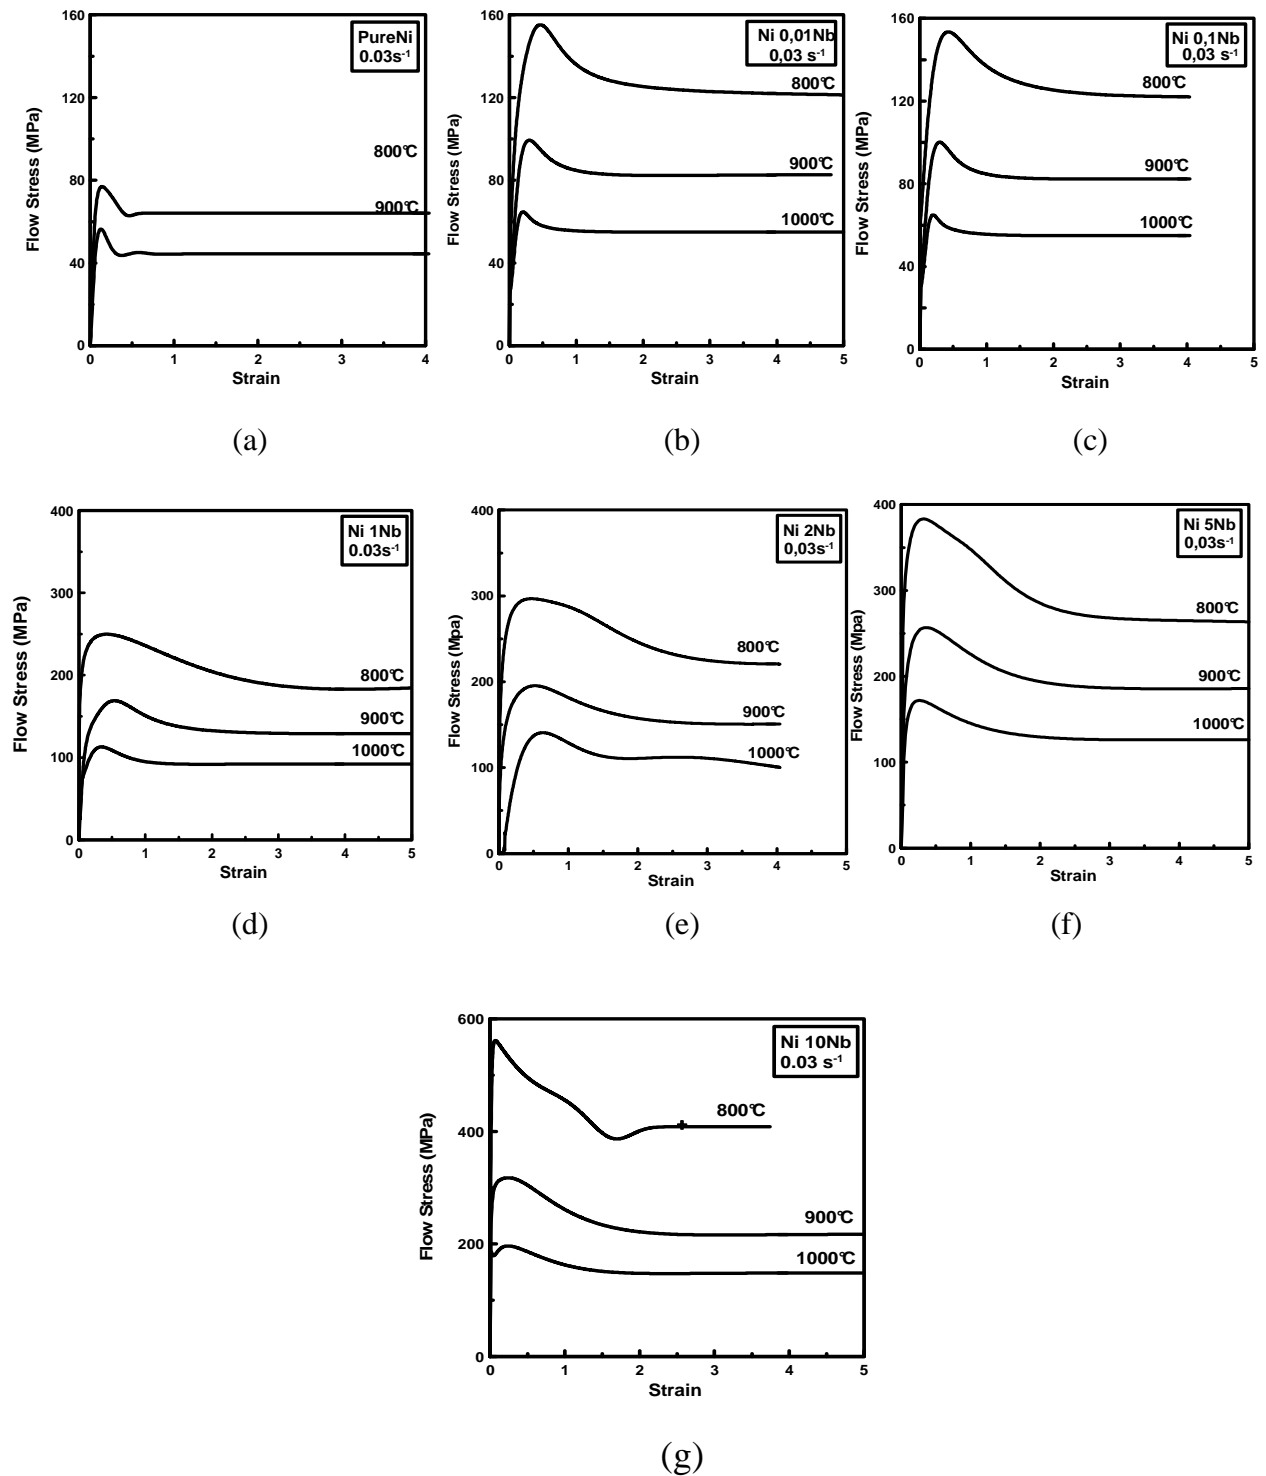 PureNi
0.03s-1
800°C
900°C
Flow Stress (MPa)
160
120
80
40
0
0 1 2 3 4
Strain
(a)
Ni 0,01Nb
0,03 s-1
800°C
900°C
1000°C
Flow Stress (MPa)
160
120
80
40
0
0 1 2 3 4 5
Strain
(b)
Ni 0,1Nb
0,03 s-1
800°C
900°C
1000°C
Flow Stress (MPa)
160
120
80
40
0
0 1 2 3 4 5
Strain
(c)
Ni 1Nb
0.03s-1
800°C
900°C
1000°C
Flow Stress (MPa)
400
300
200
100
0
0 1 2 3 4 5
Strain
(d)
Ni 2Nb
0,03s-1
800°C
900°C
1000°C
Flow Stress (Mpa)
400
300
200
100
0
0 1 2 3 4 5
Strain
(e)
Ni 5Nb
0,03s-1
800°C
900°C
1000°C
Flow Stress (Mpa)
400
300
200
100
0
0 1 2 3 4 5
Strain
(f)
Ni 10Nb
0.03 s-1
800°C
900°C
1000°C
Flow Stress (MPa)
600
400
200
0
0 1 2 3 4 5
Strain
(g)